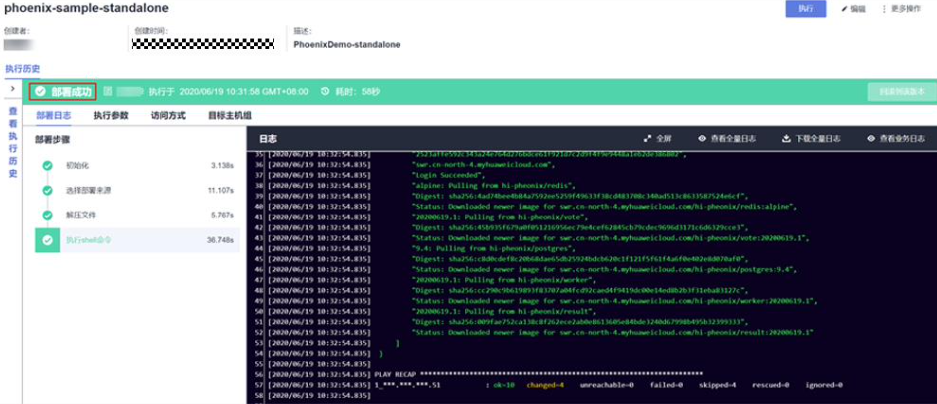 phoenix-sample-standalone
执行 编辑 更多操作
创建者: 创建时间: 描述:
PhoenixDemo-standalone
执行历史
部署成功 执行于 2020/06/19 10:31:58 GMT+08:00 耗时: 58秒
查看执行历史
部署日志 执行参数 访问方式 目标主机组
部署步骤
初始化 3.138s
选择部署来源 11.107s
解压文件 5.767s
执行shell命令 36.748s
日志 全屏 查看全量日志 下载全量日志 查看业务日志
35 [2020/06/19 10:32:54.835]
36 [2020/06/19 10:32:54.835] "swr.cn-north-4.myhuaweicloud.com",
37 [2020/06/19 10:32:54.835] "Login Succeeded",
38 [2020/06/19 10:32:54.835] "alpine: Pulling from hi-pheonix/redis",
39 [2020/06/19 10:32:54.835] "Digest: sha256:
40 [2020/06/19 10:32:54.835] "Status: Downloaded newer image for swr.cn-north-4.myhuaweicloud.com/hi-pheonix/redis:alpine",
41 [2020/06/19 10:32:54.835] "20200619.1: Pulling from hi-pheonix/vote",
42 [2020/06/19 10:32:54.835] "Digest: sha256:
43 [2020/06/19 10:32:54.835] "Status: Downloaded newer image for swr.cn-north-4.myhuaweicloud.com/hi-pheonix/vote:20200619.1",
44 [2020/06/19 10:32:54.835] "9.4: Pulling from hi-pheonix/postgres",
45 [2020/06/19 10:32:54.835] "Digest: sha256:
46 [2020/06/19 10:32:54.835] "Status: Downloaded newer image for swr.cn-north-4.myhuaweicloud.com/hi-pheonix/postgres:9.4",
47 [2020/06/19 10:32:54.835] "20200619.1: Pulling from hi-pheonix/worker",
48 [2020/06/19 10:32:54.835] "Digest: sha256:
49 [2020/06/19 10:32:54.835] "Status: Downloaded newer image for swr.cn-north-4.myhuaweicloud.com/hi-pheonix/worker:20200619.1",
50 [2020/06/19 10:32:54.835] "20200619.1: Pulling from hi-pheonix/result",
51 [2020/06/19 10:32:54.835] "Digest: sha256:
52 [2020/06/19 10:32:54.835] "Status: Downloaded newer image for swr.cn-north-4.myhuaweicloud.com/hi-pheonix/result:20200619.1"
53 [2020/06/19 10:32:54.835] ]
54 [2020/06/19 10:32:54.835] }
55 [2020/06/19 10:32:54.835]
56 [2020/06/19 10:32:54.835] PLAY RECAP *********************************************************************
57 [2020/06/19 10:32:54.835] 1_***.***.***.51 : ok=10 changed=4 unreachable=0 failed=0 skipped=4 rescued=0 ignored=0
58 [2020/06/19 10:32:54.835]